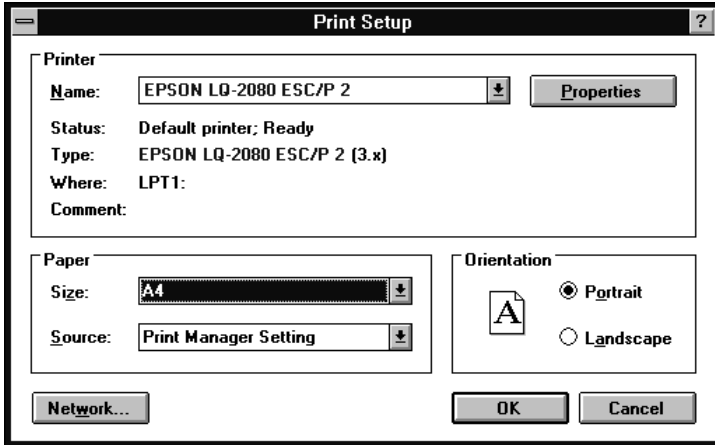 Print Setup ?
Printer
Name: EPSON LQ-2080 ESC/P 2 Properties
Status: Default printer; Ready
Type: EPSON LQ-2080 ESC/P 2 (3.x)
Where: LPT1:
Comment:
Paper
Size: A4
Source: Print Manager Setting
Orientation
A
Portrait
Landscape
Network... OK Cancel